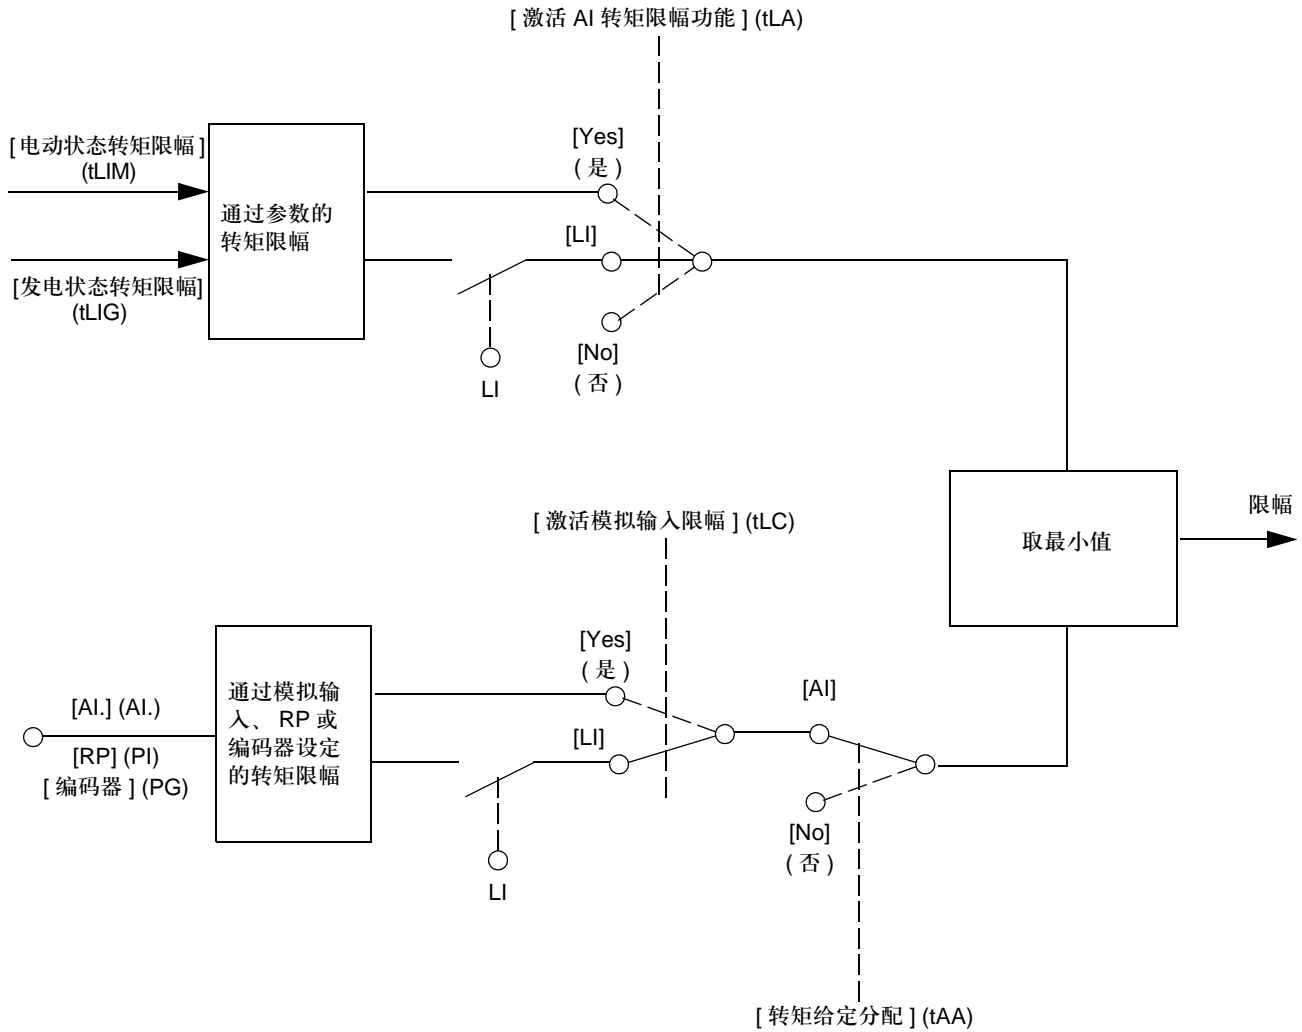 [ 激活 AI 转矩限幅功能 ] (tLA)
[ 电动状态转矩限幅 ]
(tLIM)
[Yes]
( 是 )
通过参数的
转矩限幅
[LI]
[发电状态转矩限幅]
(tLIG)
[No]
( 否 )
LI
限幅
取最小值
[ 激活模拟输入限幅 ] (tLC)
[Yes]
( 是 )
[AI]
通过模拟输
入、 RP 或
编码器设定
的转矩限幅
[AI.] (AI.)
[RP] (PI)
[ 编码器 ] (PG)
[LI]
[No]
( 否 )
LI
[ 转矩给定分配 ] (tAA)